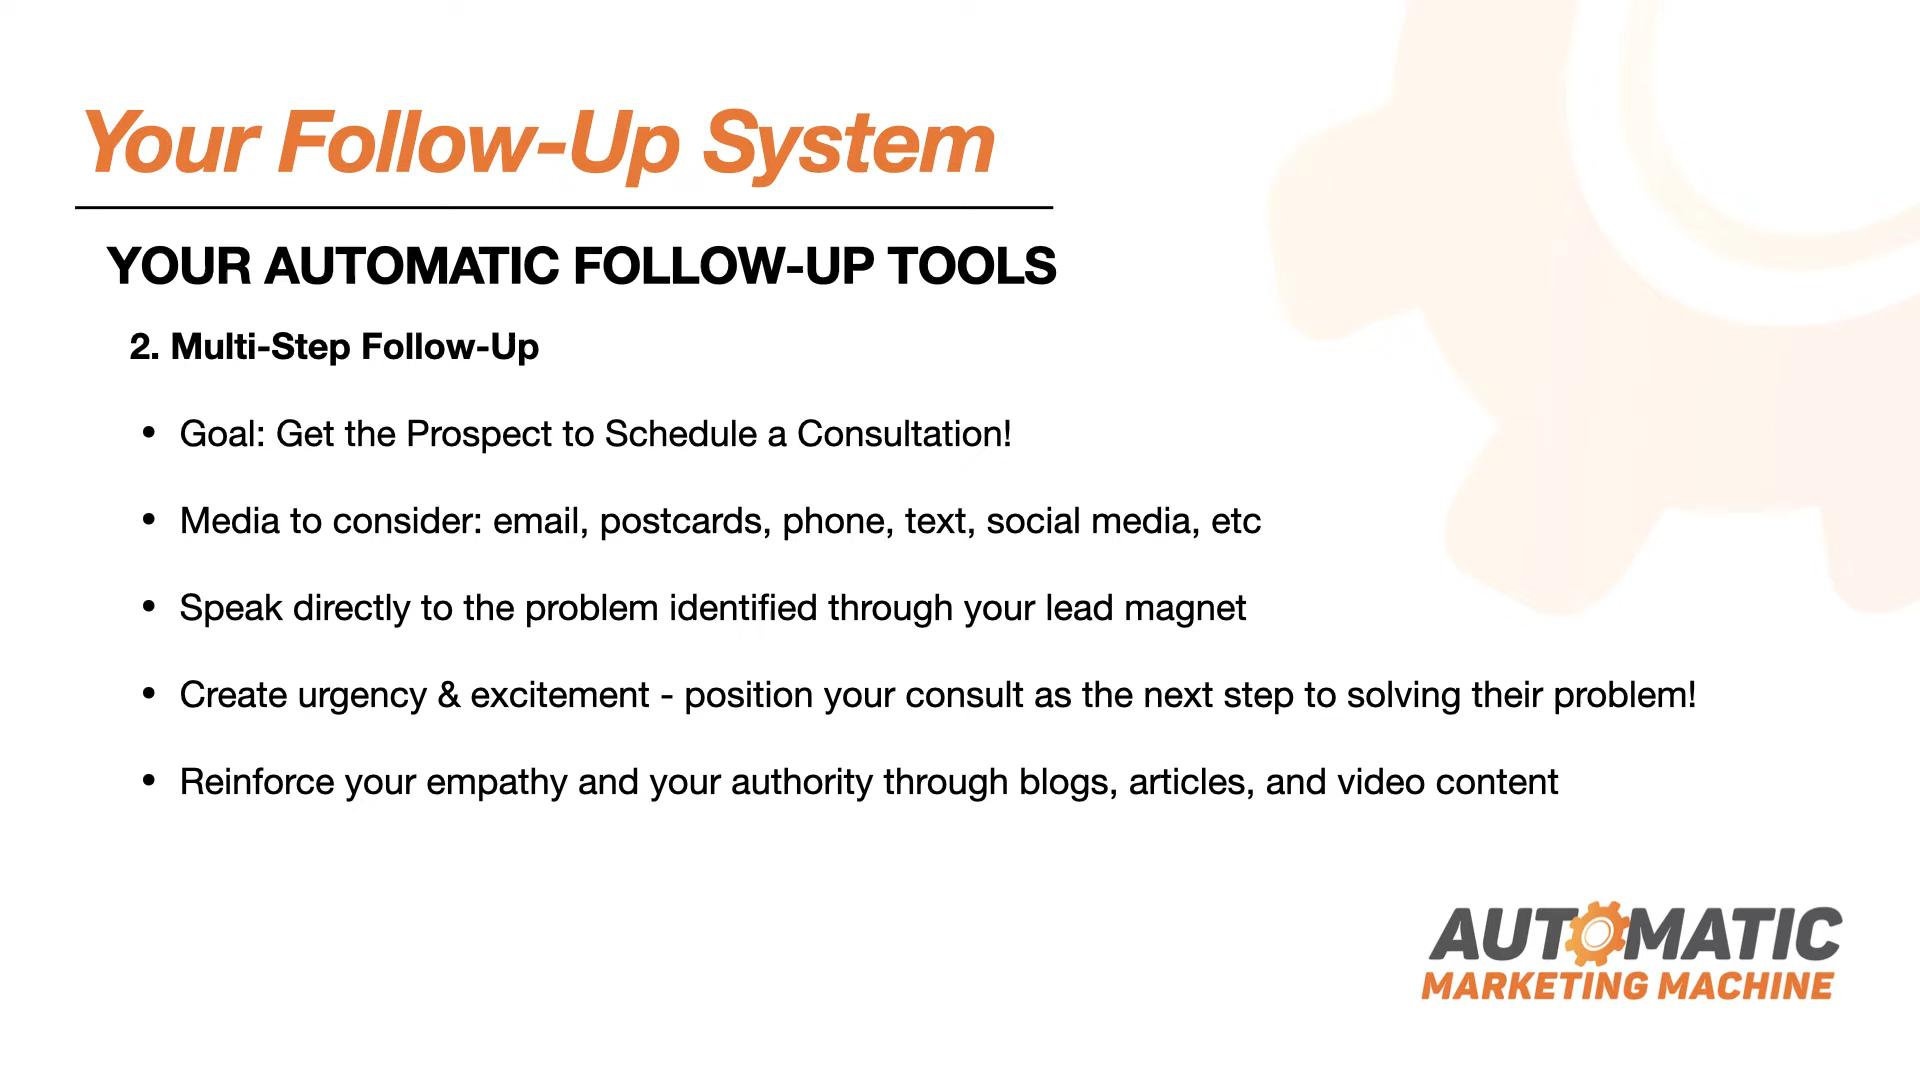 Your Follow-Up System
YOUR AUTOMATIC FOLLOW-UP TOOLS
2. Multi-Step Follow-Up
• Goal: Get the Prospect to Schedule a Consultation!
• Media to consider: email, postcards, phone, text, social media, etc
• Speak directly to the problem identified through your lead magnet
• Create urgency & excitement - position your consult as the next step to solving their problem!
• Reinforce your empathy and your authority through blogs, articles, and video content
AUTOMATIC
MARKETING MACHINE